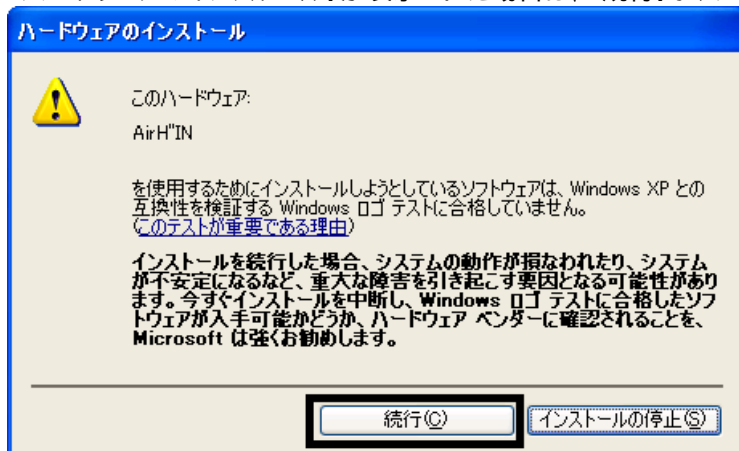 ハードウェアのインストール
このハードウェア:
AirH"IN
を使用するためにインストールしようとしているソフトウェアは、Windows XP との
互換性を検証する Windows ロゴ テストに合格していません。
(このテストが重要である理由)
インストールを続行した場合、システムの動作が損なわれたり、システム
が不安定になるなど、重大な障害を引き起こす要因となる可能性があり
ます。今すぐインストールを中断し、Windows ロゴ テストに合格したソフ
トウェアが入手可能かどうか、ハードウェア ベンダーに確認されることを、
Microsoft は強くお勧めします。
続行(C)
インストールの停止(S)